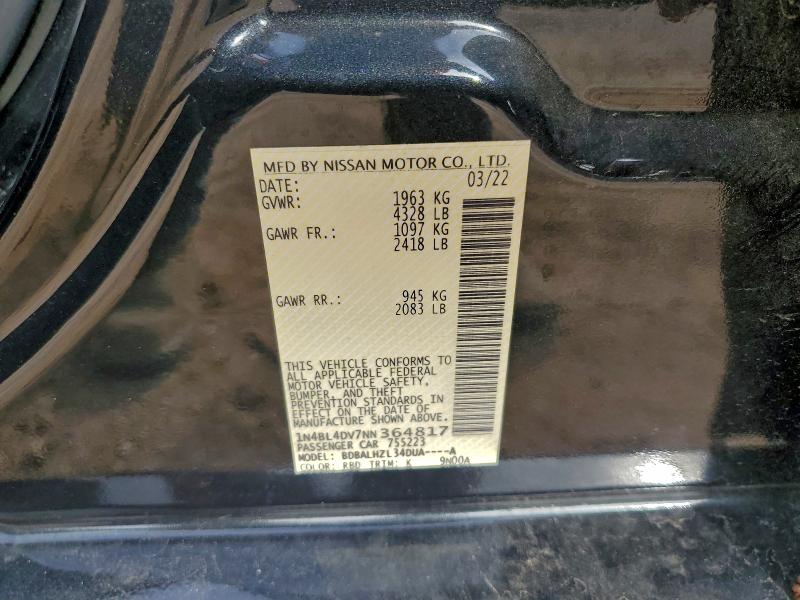 MFD BY NISSAN MOTOR CO., LTD.
DATE: 03/22
GVWR: 1963 KG
4328 LB
GAWR FR.: 1097 KG
2418 LB
GAWR RR.: 945 KG
2083 LB
THIS VEHICLE CONFORMS TO
ALL APPLICABLE FEDERAL
MOTOR VEHICLE SAFETY,
BUMPER, AND THEFT
PREVENTION STANDARDS IN
EFFECT ON THE DATE OF
MANUFACTURE SHOWN ABOVE.
1N4BL4DV7NN364817
PASSENGER CAR 755223
MODEL: BDBALHZL34DUA----A
COLOR: RBD TRIM: K 9N00A